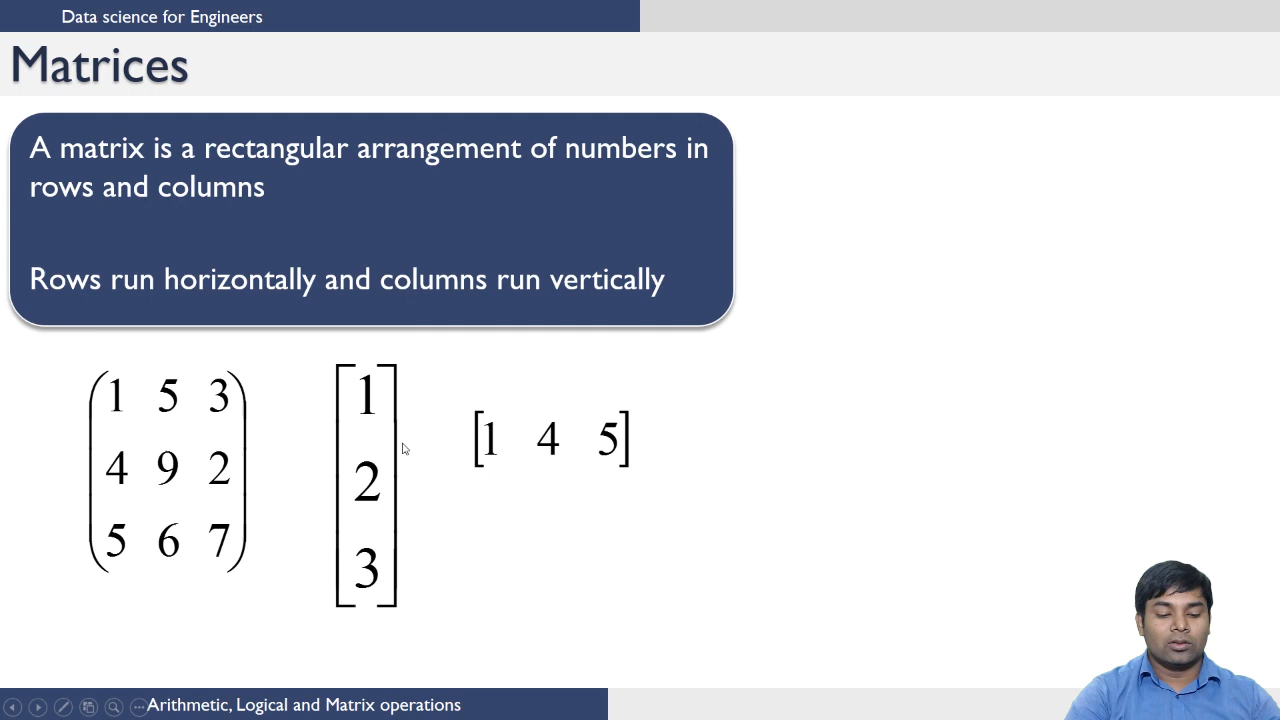 Data science for Engineers
Matrices
A matrix is a rectangular arrangement of numbers in
rows and columns
Rows run horizontally and columns run vertically
1 5 3
4 9 2
5 6 7
1
2
3
[1 4 5]
Arithmetic, Logical and Matrix operations